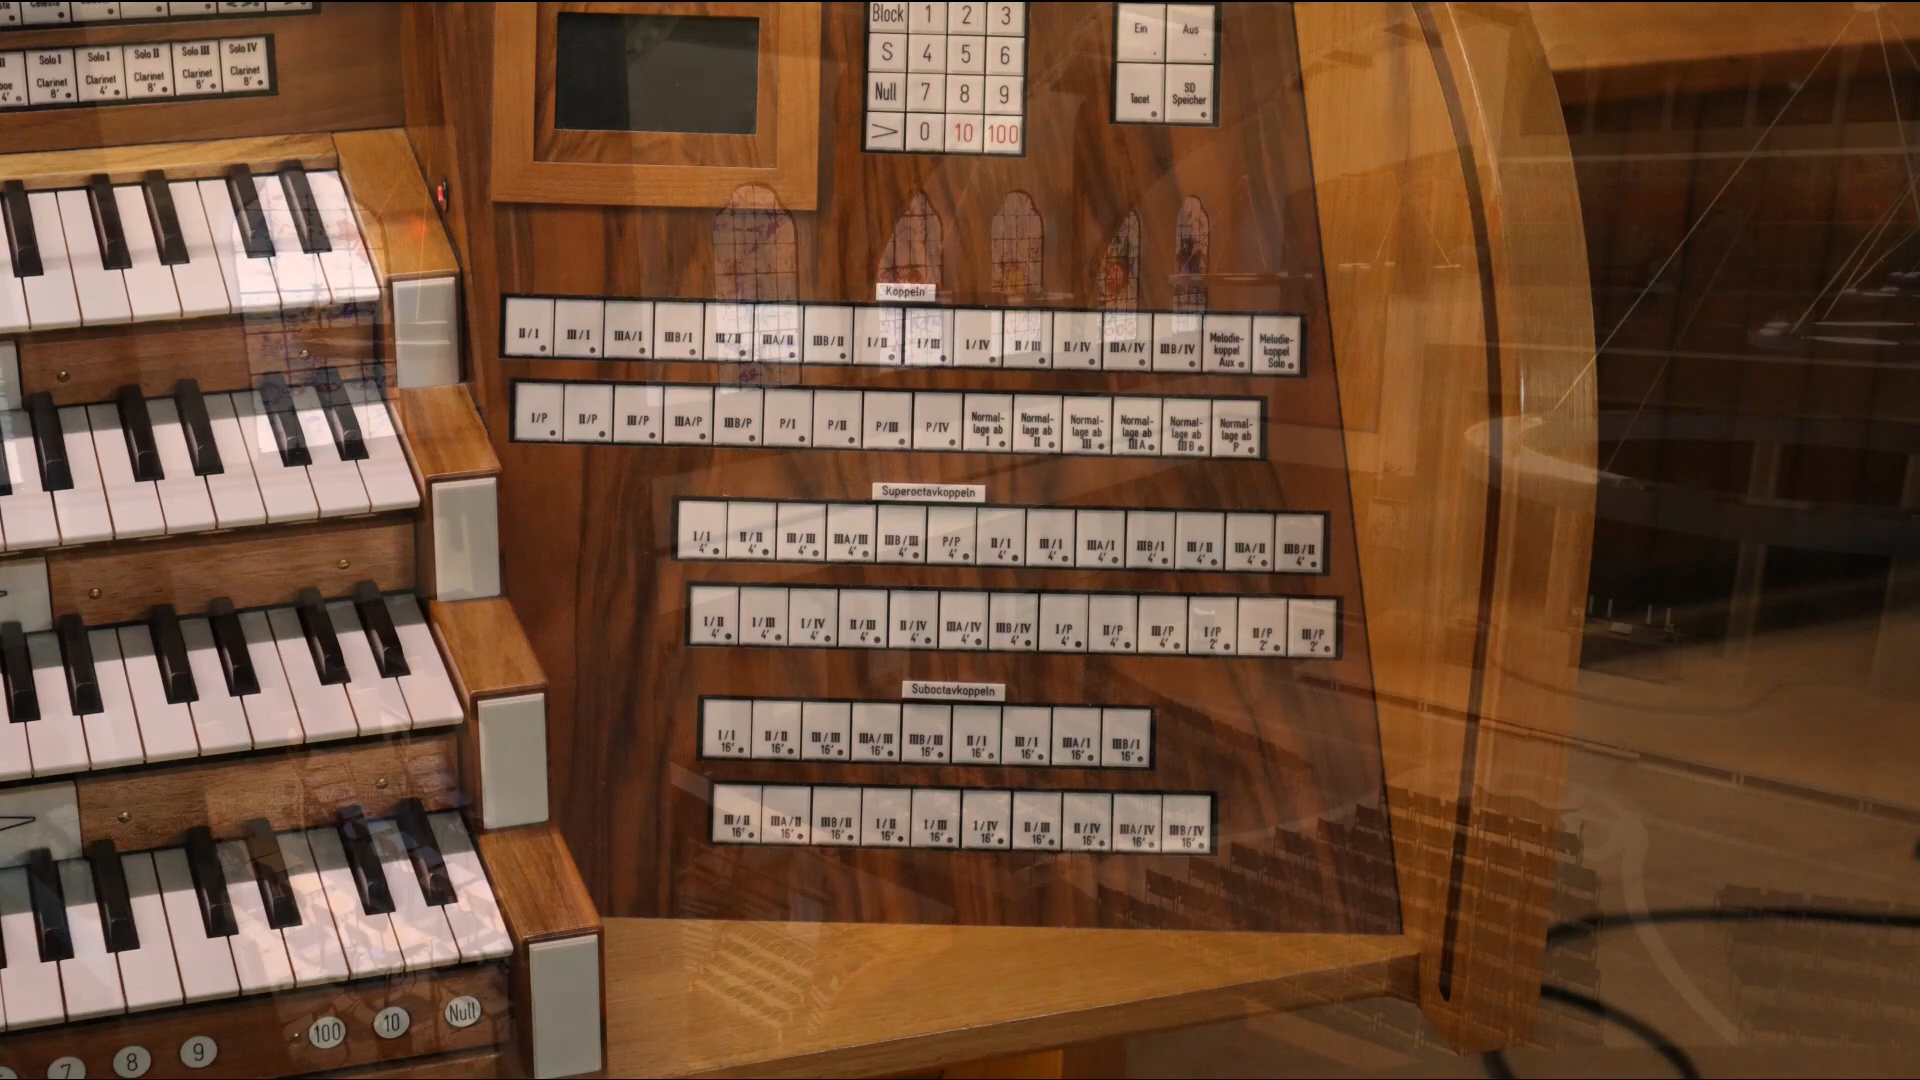 Solo I Solo I Solo II Solo III Solo IV
Clarinet Clarinet Clarinet Clarinet Clarinet
4' 8' 4' 8' 8' 8'
Block 1 2 3
S 4 5 6
Null 7 8 9
> 0 10 100
Ein Aus
Tacet SD Speicher
Koppeln
II/I III/I IIIA/I IIIB/I III/II IIIA/II IIIB/II I/II I/III I/IV II/III II/IV IIIA/IV IIIB/IV Melodie-koppel Aux Melodie-koppel Solo
I/P II/P III/P IIIA/P IIIB/P P/I P/II P/III P/IV Normal-lage ab I Normal-lage ab II Normal-lage ab III Normal-lage ab IIIA Normal-lage ab IIIB Normal-lage ab P
Superoctavkoppeln
I/I 4' II/II 4' III/III 4' IIIA/III 4' IIIB/III 4' P/P 4' II/I 4' III/I 4' IIIA/I 4' IIIB/I 4' III/II 4' IIIA/II 4' IIIB/II 4'
I/II 4' I/III 4' I/IV 4' II/III 4' II/IV 4' IIIA/IV 4' IIIB/IV 4' I/P 4' II/P 4' III/P 4' I/P 2' II/P 2' III/P 2'
Suboctavkoppeln
I/I 16' II/II 16' III/III 16' IIIA/III 16' IIIB/III 16' II/I 16' III/I 16' IIIA/I 16' IIIB/I 16'
III/II 16' IIIA/II 16' IIIB/II 16' I/II 16' I/III 16' I/IV 16' II/III 16' II/IV 16' IIIA/IV 16' IIIB/IV 16'
7 8 9 100 10 Null